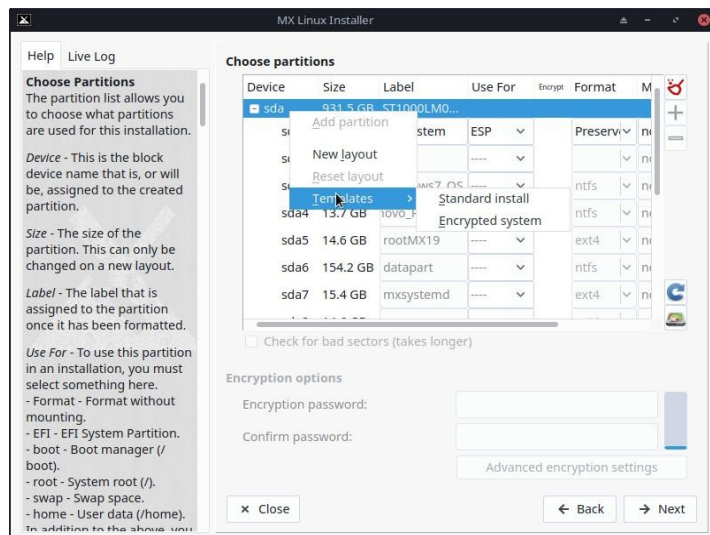 MX Linux Installer
Help Live Log
Choose Partitions
The partition list allows you
to choose what partitions
are used for this installation.
Device - This is the block
device name that is, or will
be, assigned to the created
partition.
Size - The size of the
partition. This can only be
changed on a new layout.
Label - The label that is
assigned to the partition
once it has been formatted.
Use For - To use this partition
in an installation, you must
select something here.
- Format - Format without
mounting.
- EFI - EFI System Partition.
- boot - Boot manager (/
boot).
- root - System root (/).
- swap - Swap space.
- home - User data (/home).
In addition to the above, you
Choose partitions
Device Size Label Use For Encrypt Format M
sda 931.5 GB ST1000LM0...
Add partition
stem ESP Preserv
New layout
----
Reset layout
ws7_OS ---- ntfs
Templates > Standard install
Encrypted system
sda4 13.7 GB
sda5 14.6 GB rootMX19 ---- ext4
sda6 154.2 GB datapart ---- ntfs
sda7 15.4 GB mxsystemd ---- ext4
Check for bad sectors (takes longer)
Encryption options
Encryption password:
Confirm password:
Advanced encryption settings
Close
Back
Next